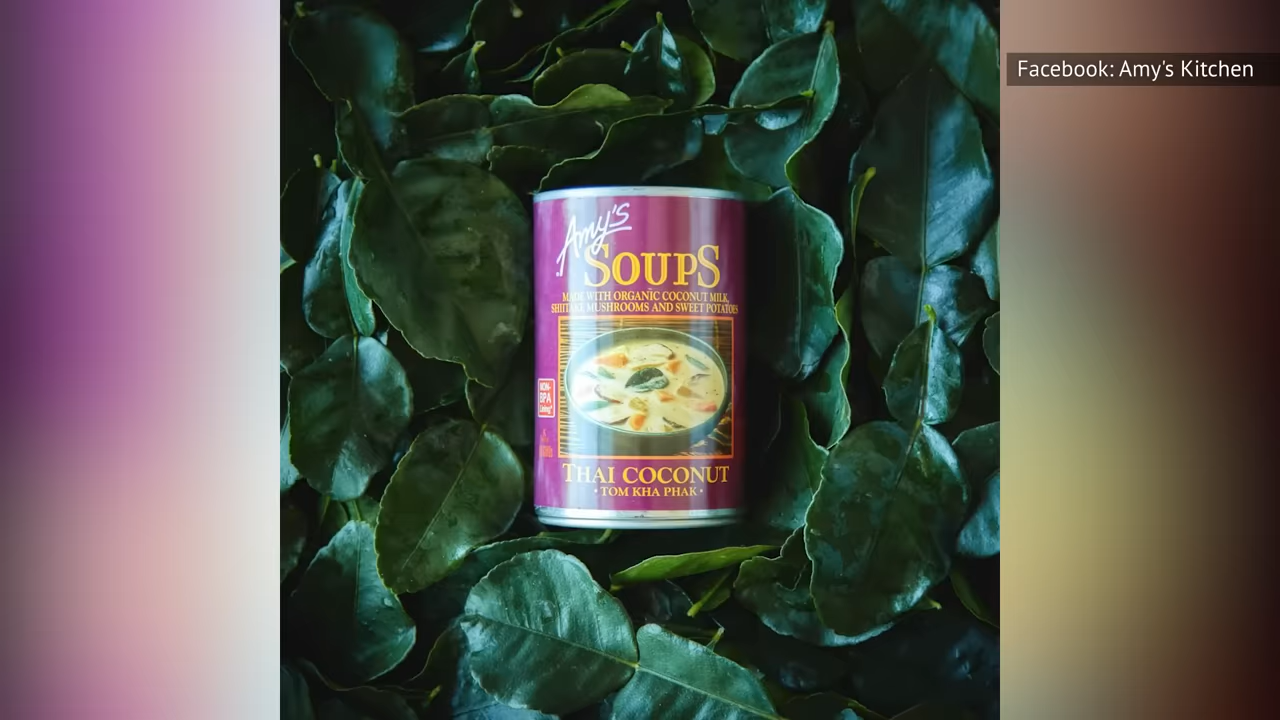 Facebook: Amy's Kitchen
Amy's
SOUPS
MADE WITH ORGANIC COCONUT MILK,
SHIITAKE MUSHROOMS AND SWEET POTATOES
NON-
BPA
Lining*
THAI COCONUT
• TOM KHA PHAK •